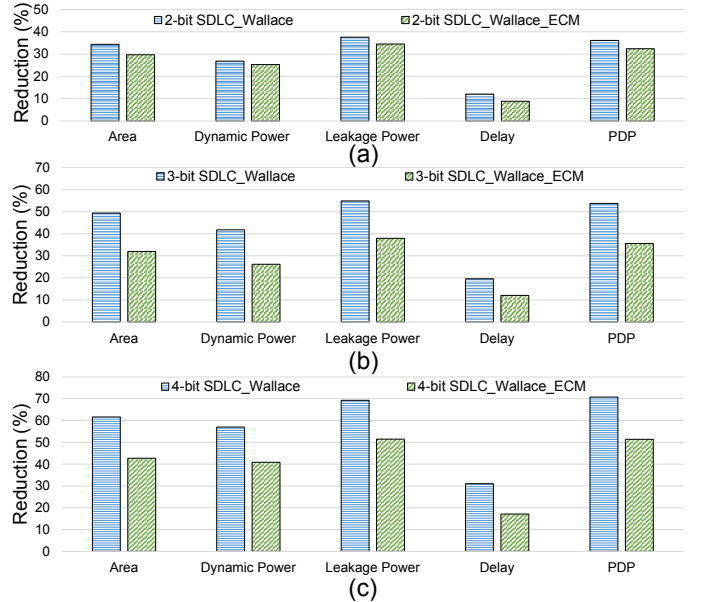 50
2-bit SDLC_Wallace 2-bit SDLC_Wallace_ECM
40
30
20
10
0
Reduction (%)
Area Dynamic Power Leakage Power Delay PDP
(a)
70
3-bit SDLC_Wallace 3-bit SDLC_Wallace_ECM
60
50
40
30
20
10
0
Reduction (%)
Area Dynamic Power Leakage Power Delay PDP
(b)
80
4-bit SDLC_Wallace 4-bit SDLC_Wallace_ECM
70
60
50
40
30
20
10
0
Reduction (%)
Area Dynamic Power Leakage Power Delay PDP
(c)